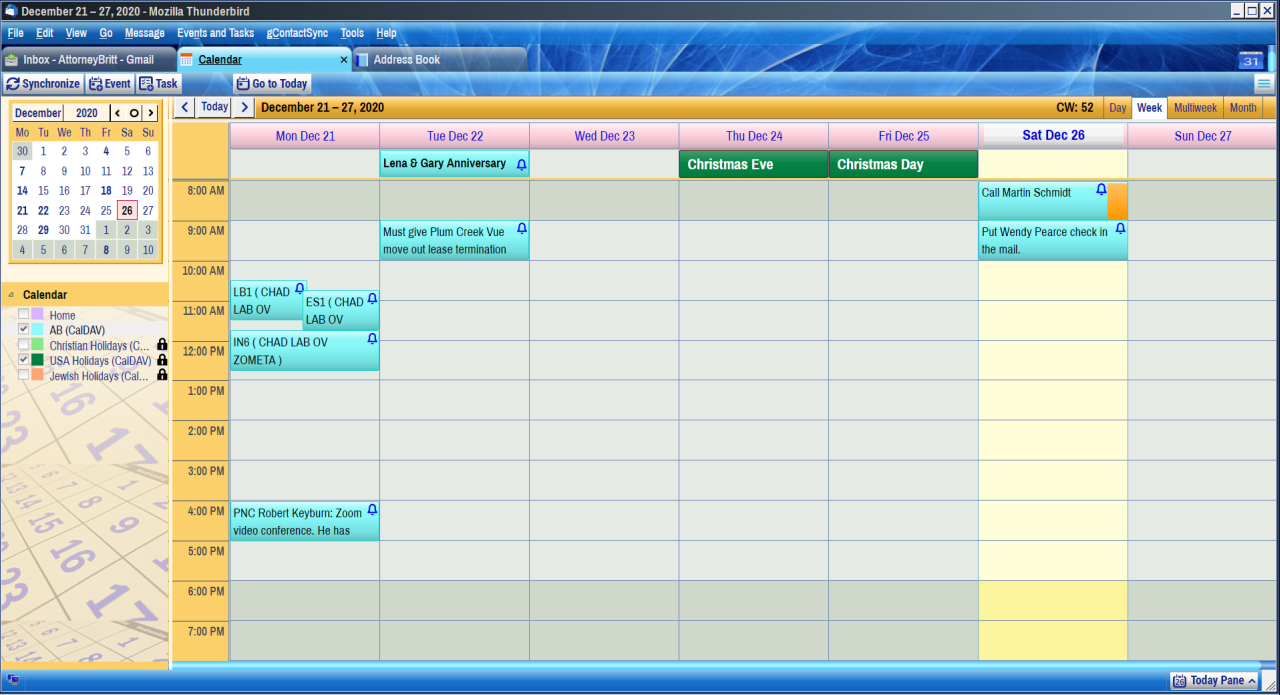 December 21 – 27, 2020 - Mozilla Thunderbird
File Edit View Go Message Events and Tasks gContactSync Tools Help
Inbox - AttorneyBritt - Gmail Calendar × Address Book 31
Synchronize Event Task Go to Today
December 2020 < O >
Today
December 21 – 27, 2020
CW: 52 Day Week Multiweek Month
Mo Tu We Th Fr Sa Su
30 1 2 3 4 5 6
7 8 9 10 11 12 13
14 15 16 17 18 19 20
21 22 23 24 25 26 27
28 29 30 31 1 2 3
4 5 6 7 8 9 10
Calendar
Home
AB (CalDAV)
Christian Holidays (C...
USA Holidays (CalDAV)
Jewish Holidays (Cal...
Mon Dec 21 Tue Dec 22 Wed Dec 23 Thu Dec 24 Fri Dec 25 Sat Dec 26 Sun Dec 27
Lena & Gary Anniversary Christmas Eve Christmas Day
8:00 AM
Call Martin Schmidt
9:00 AM
Must give Plum Creek Vue
move out lease termination
Put Wendy Pearce check in
the mail.
10:00 AM
LB1 ( CHAD
LAB OV
ES1 ( CHAD
LAB OV
11:00 AM
IN6 ( CHAD LAB OV
ZOMETA )
12:00 PM
1:00 PM
2:00 PM
3:00 PM
4:00 PM
PNC Robert Keyburn: Zoom
video conference. He has
5:00 PM
6:00 PM
7:00 PM
26 Today Pane